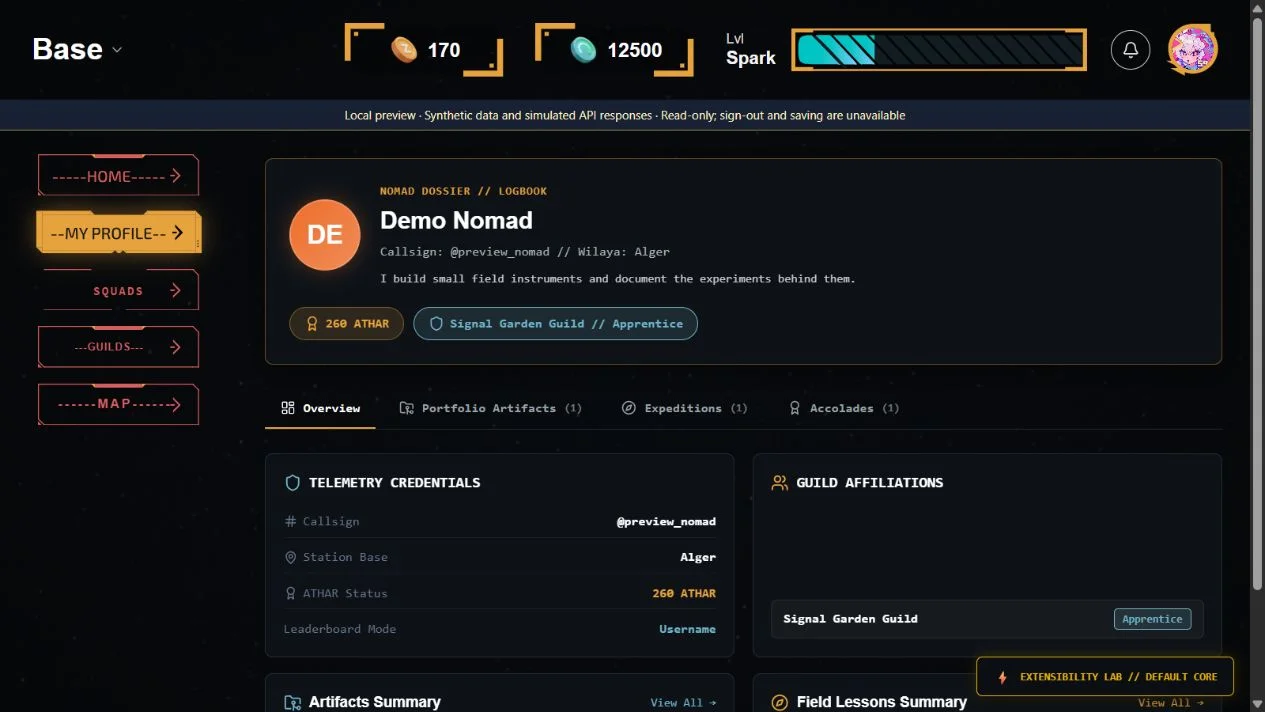 Base
170
12500
Lvl
Spark
Local preview · Synthetic data and simulated API responses · Read-only; sign-out and saving are unavailable
-----HOME-----
--MY PROFILE--
SQUADS
---GUILDS---
------MAP------
NOMAD DOSSIER // LOGBOOK
DE
Demo Nomad
Callsign: @preview_nomad // Wilaya: Alger
I build small field instruments and document the experiments behind them.
260 ATHAR
Signal Garden Guild // Apprentice
Overview
Portfolio Artifacts (1)
Expeditions (1)
Accolades (1)
TELEMETRY CREDENTIALS
Callsign @preview_nomad
Station Base Alger
ATHAR Status 260 ATHAR
Leaderboard Mode Username
GUILD AFFILIATIONS
Signal Garden Guild Apprentice
EXTENSIBILITY LAB // DEFAULT CORE
Artifacts Summary View All →
Field Lessons Summary View All →